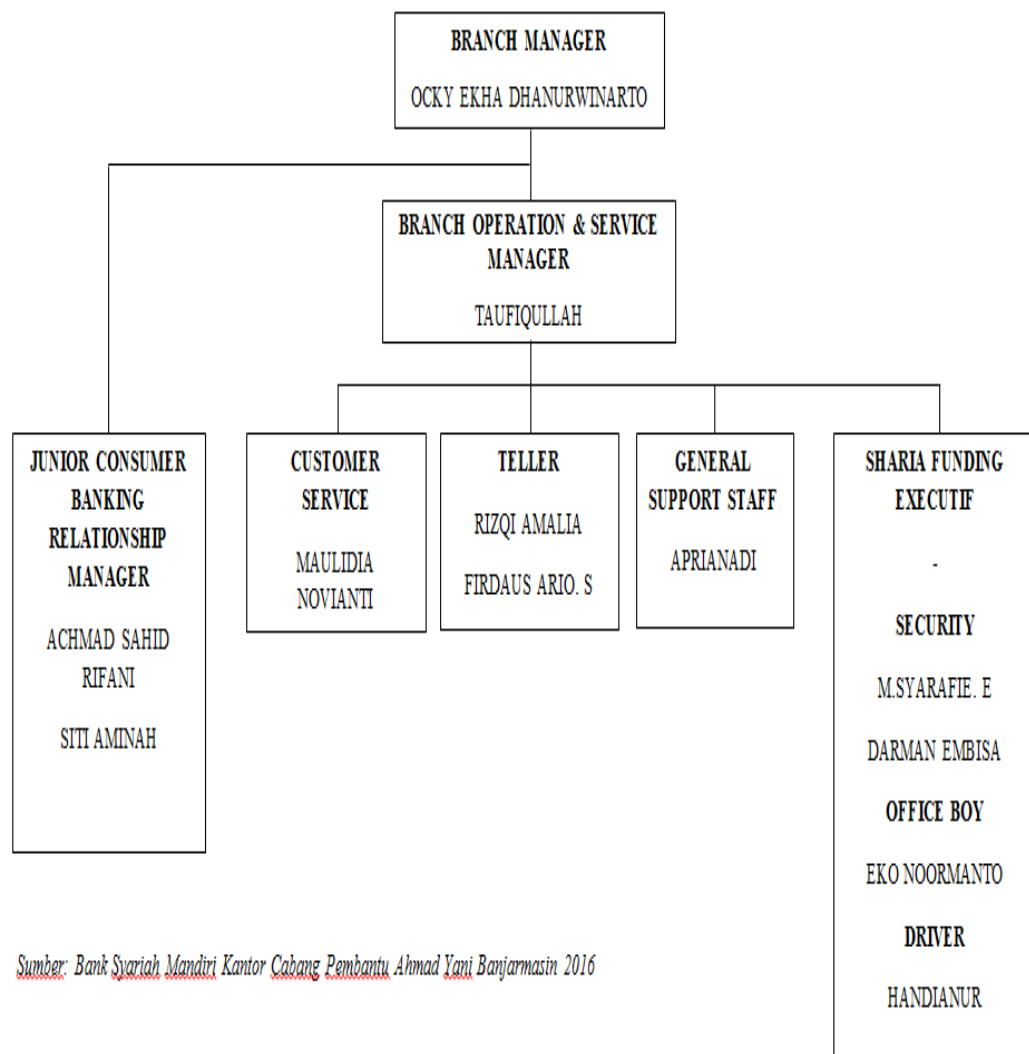 BRANCH MANAGER
OCKY EKHA DHANURWINARTO
BRANCH OPERATION & SERVICE
MANAGER
TAUFIQULLAH
JUNIOR CONSUMER
BANKING
RELATIONSHIP
MANAGER
ACHMAD SAHID
RIFANI
SITI AMINAH
CUSTOMER
SERVICE
MAULIDIA
NOVIANTI
TELLER
RIZQI AMALIA
FIRDAUS ARIO. S
GENERAL
SUPPORT STAFF
APRIANADI
SHARIA FUNDING
EXECUTIF
-
SECURITY
M.SYARAFIE. E
DARMAN EMBISA
OFFICE BOY
EKO NOORMANTO
DRIVER
HANDIANUR
Sumber: Bank Syariah Mandiri Kantor Cabang Pembantu Ahmad Yani Banjarmasin 2016